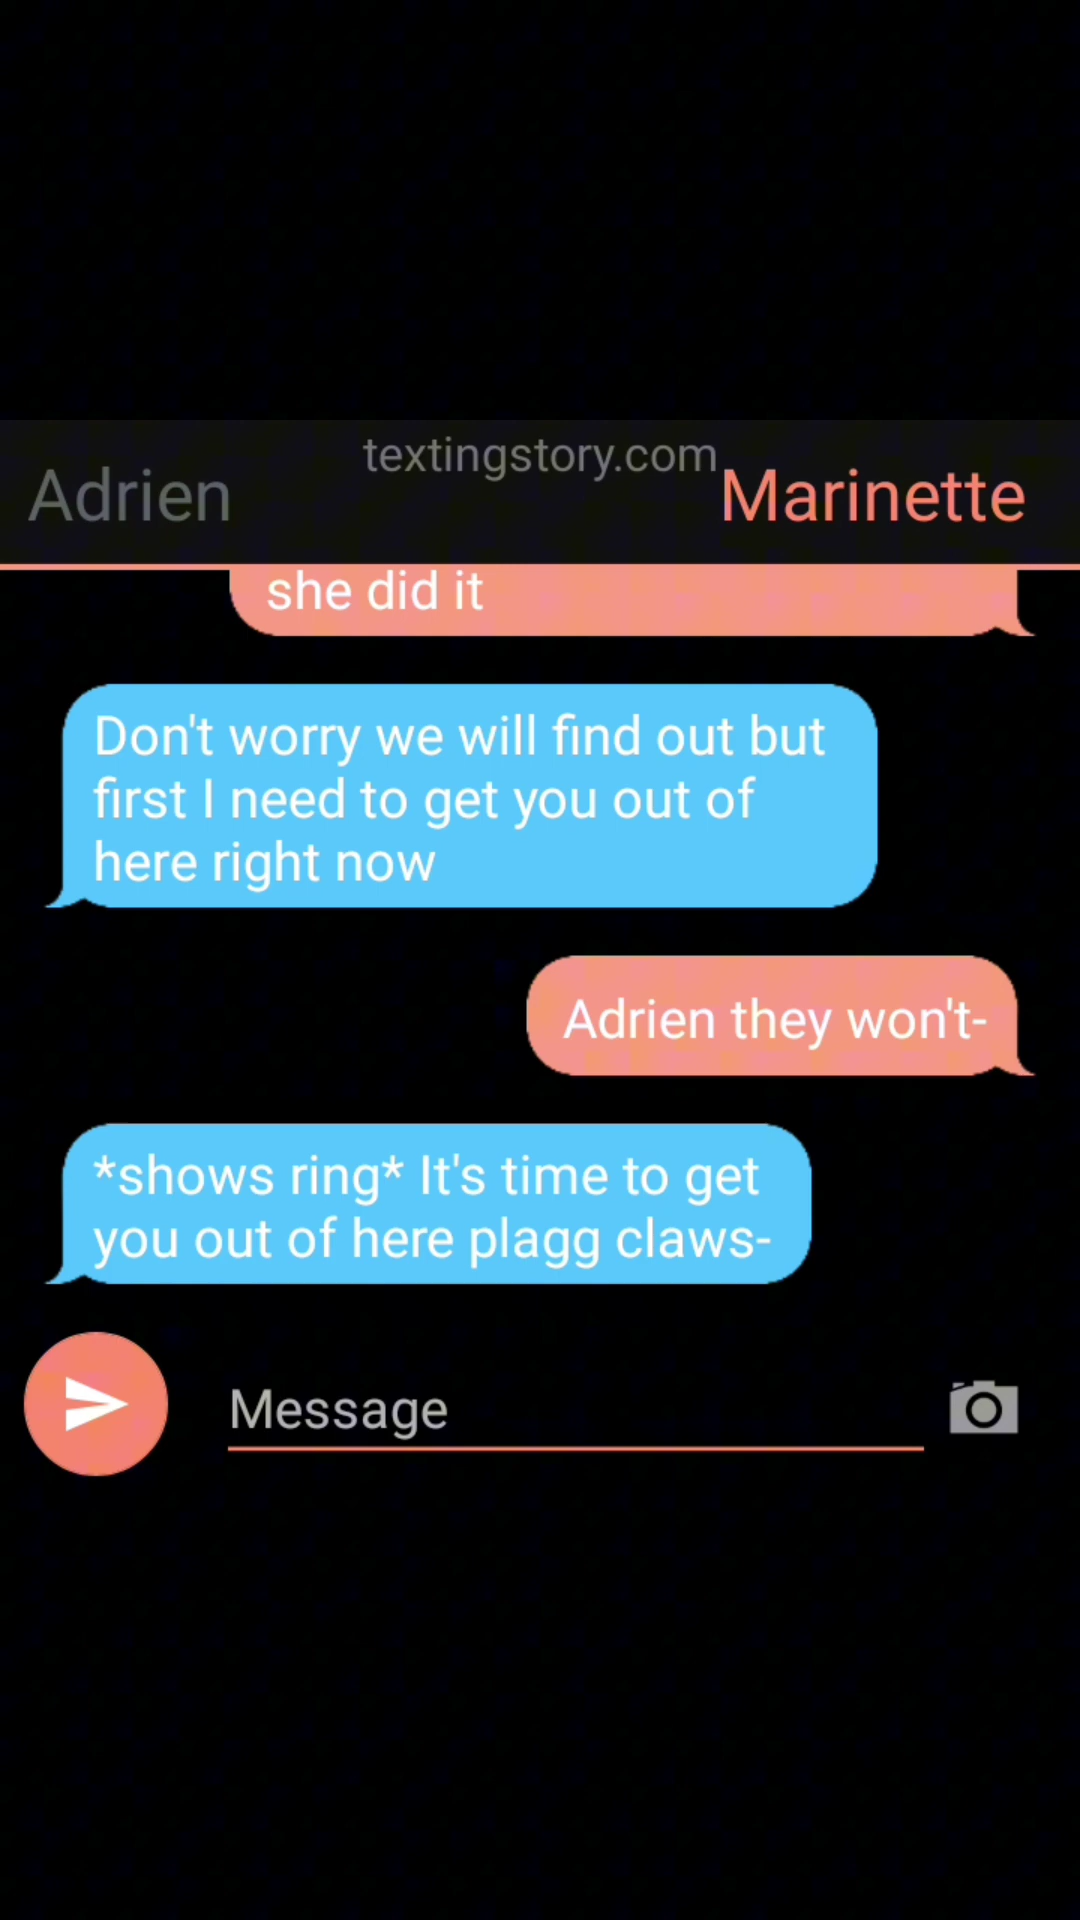 textingstory.com
Adrien
Marinette
she did it
Don't worry we will find out but
first I need to get you out of
here right now
Adrien they won't-
*shows ring* It's time to get
you out of here plagg claws-
Message